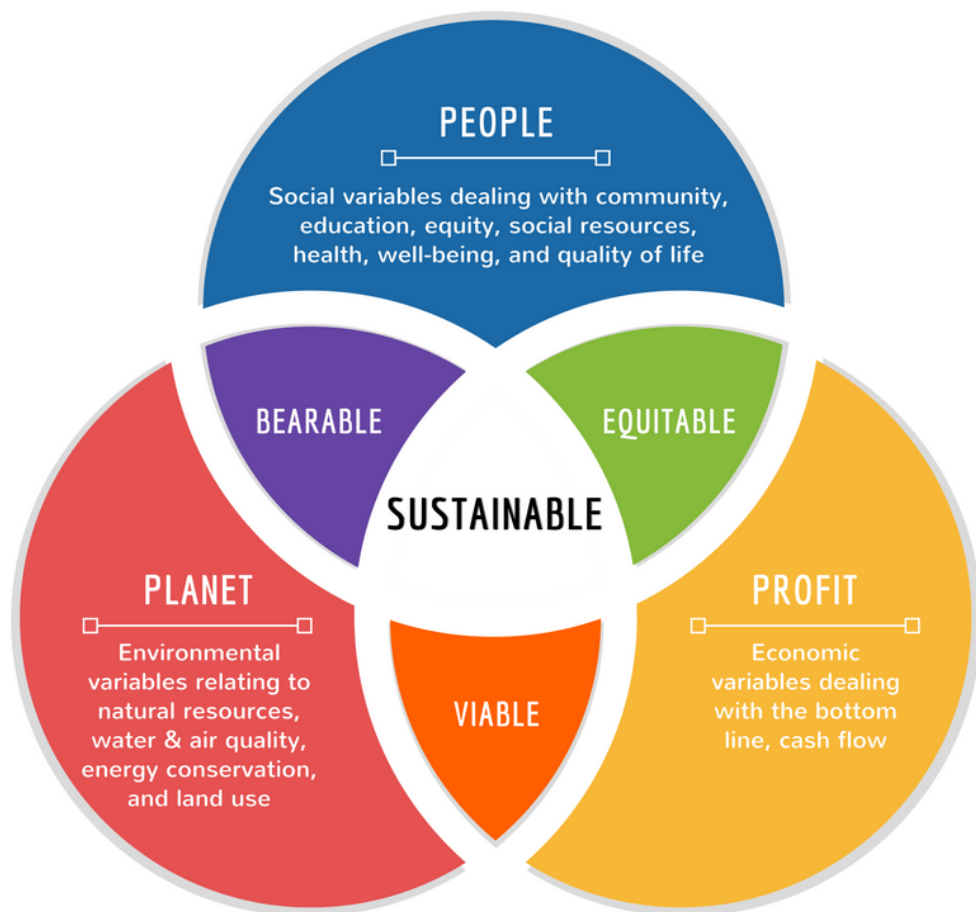 PEOPLE
Social variables dealing with community,
education, equity, social resources,
health, well-being, and quality of life
BEARABLE
EQUITABLE
SUSTAINABLE
PLANET
Environmental
variables relating to
natural resources,
water & air quality,
energy conservation,
and land use
PROFIT
Economic
variables dealing
with the bottom
line, cash flow
VIABLE